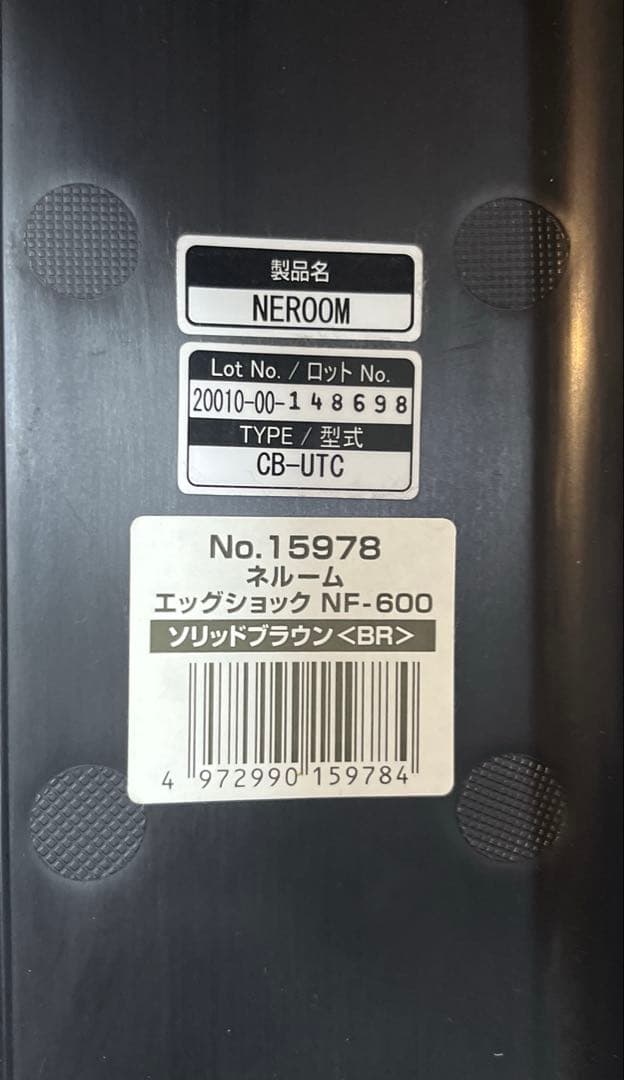 製品名
NEROOM
Lot No. / ロット No.
20010-00-148698
TYPE / 型式
CB-UTC
No.15978
ネルーム
エッグショック NF-600
ソリッドブラウン<BR>
4 972990 159784